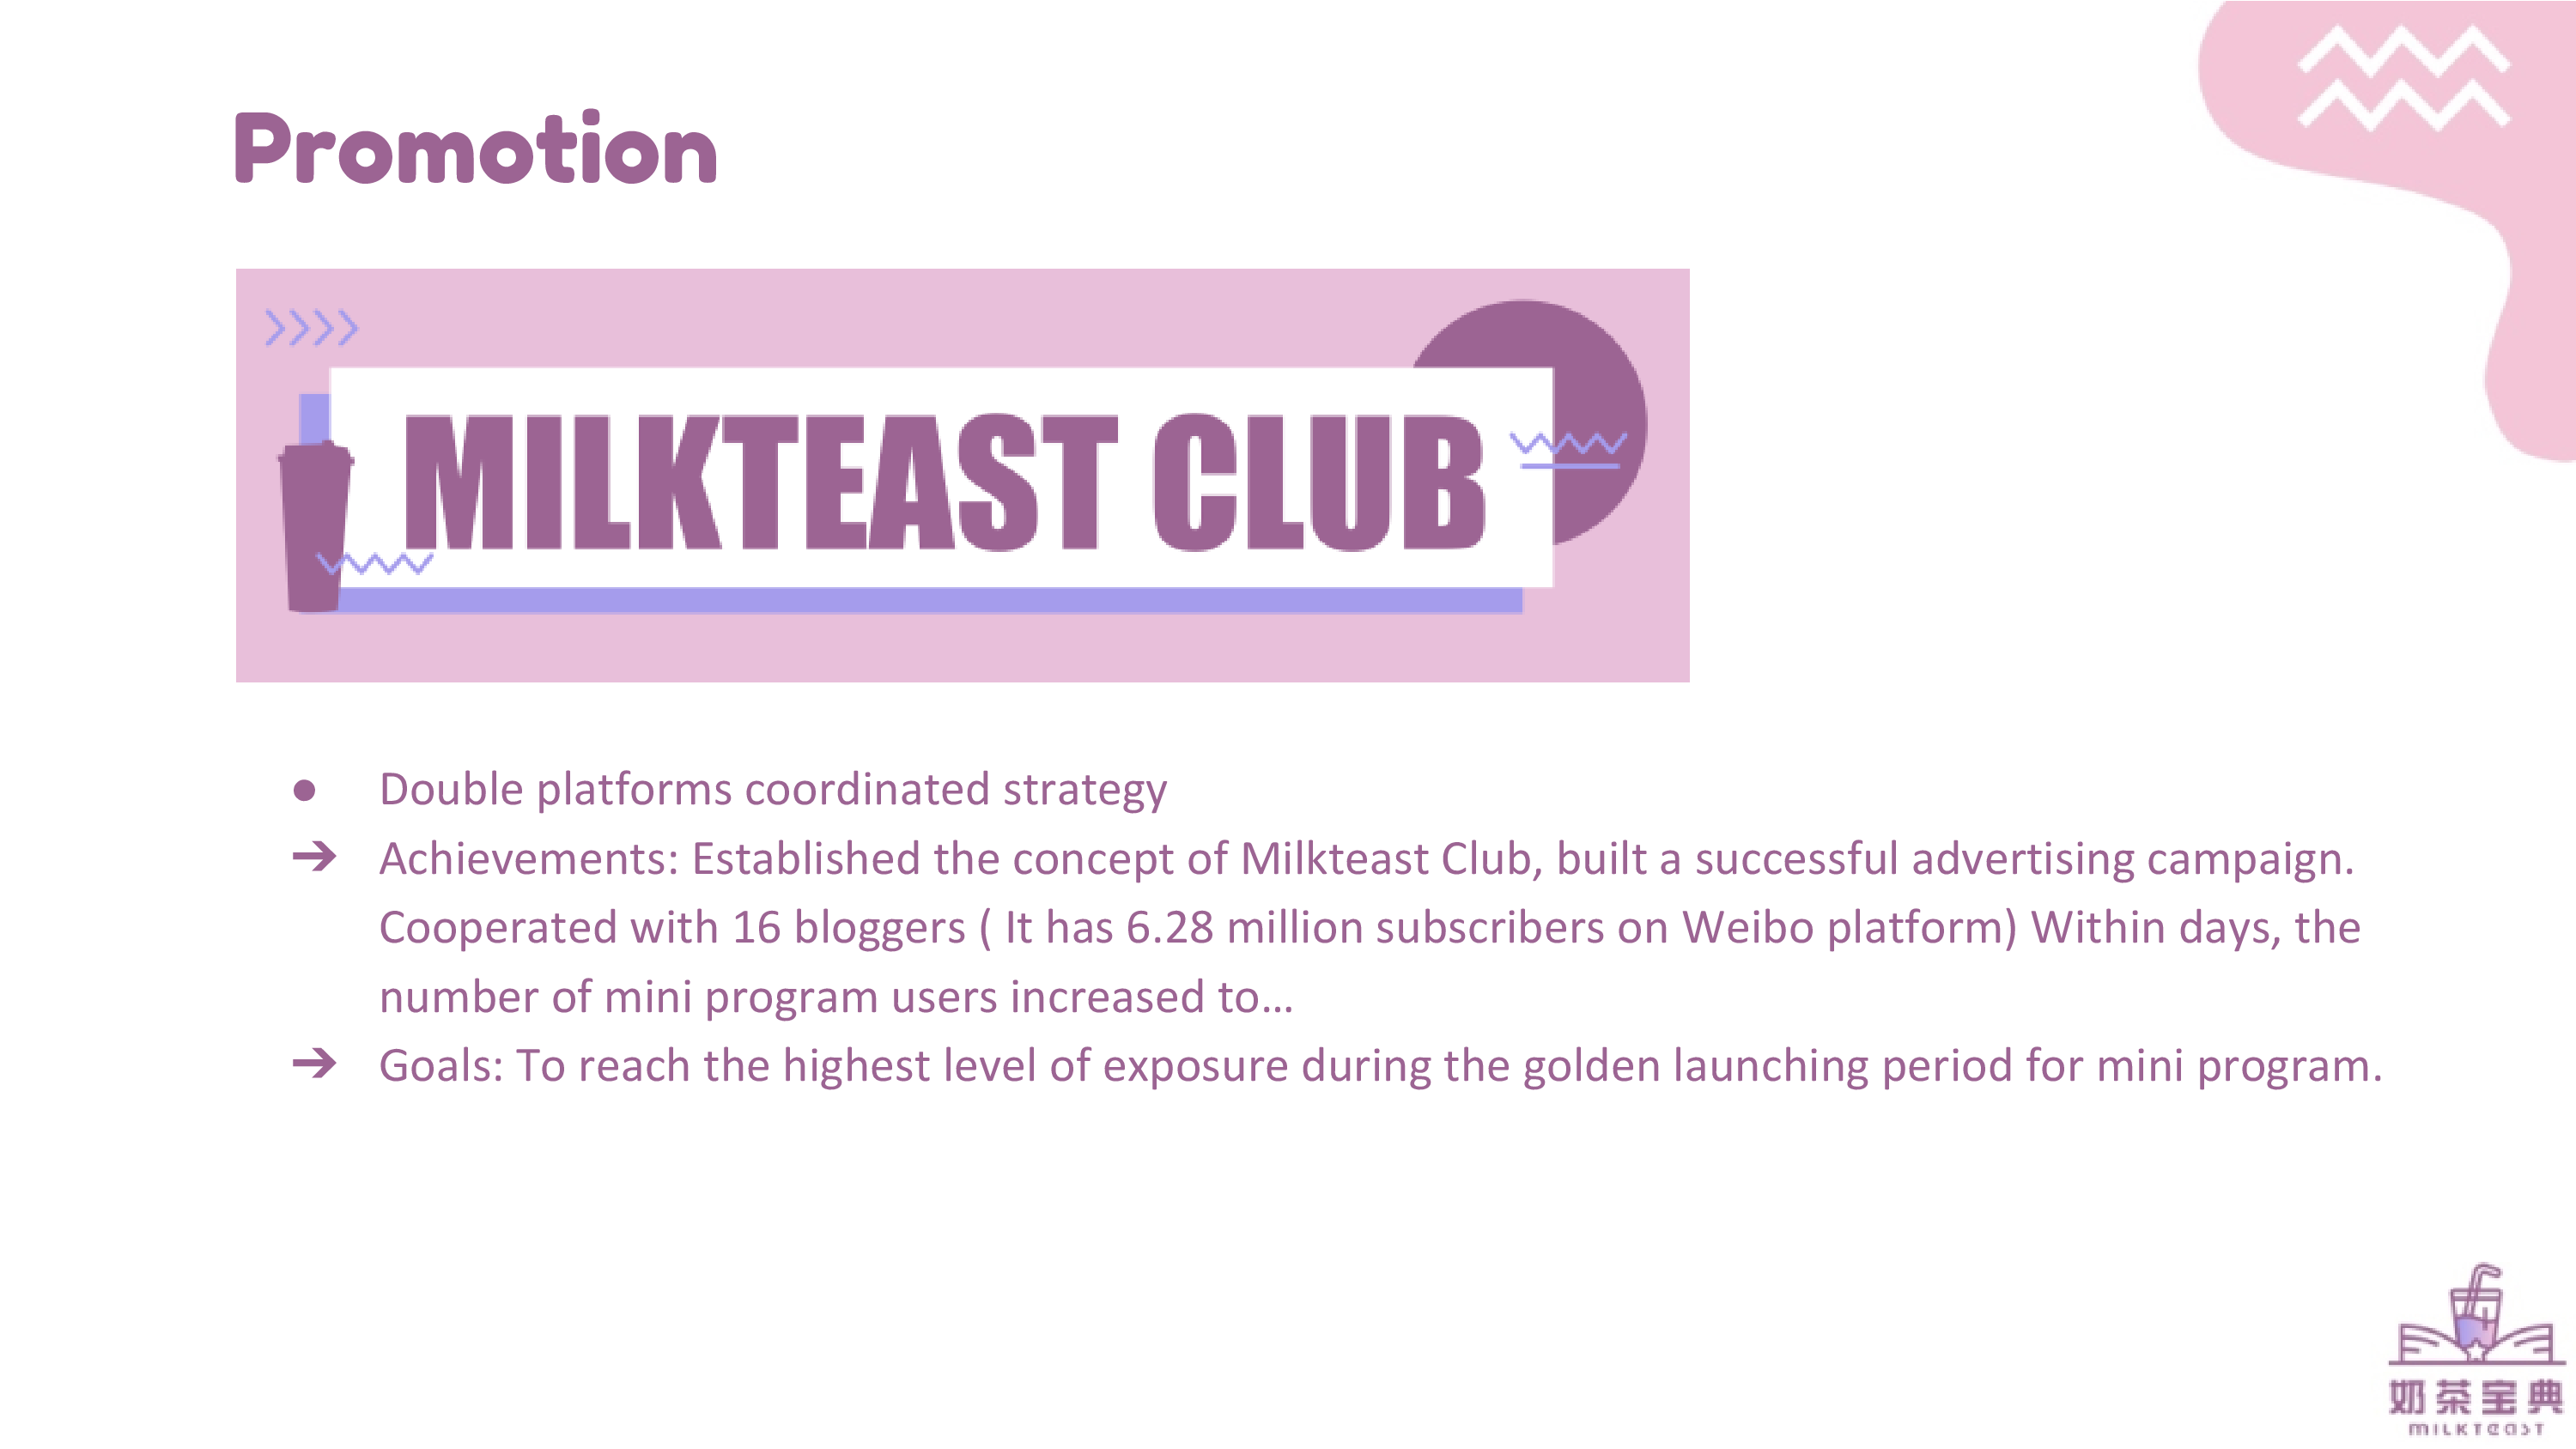 Promotion
MILKTEAST CLUB
● Double platforms coordinated strategy
➔ Achievements: Established the concept of Milkteast Club, built a successful advertising campaign.
Cooperated with 16 bloggers ( It has 6.28 million subscribers on Weibo platform) Within days, the
number of mini program users increased to…
➔ Goals: To reach the highest level of exposure during the golden launching period for mini program.
奶茶宝典
MILKTEAST